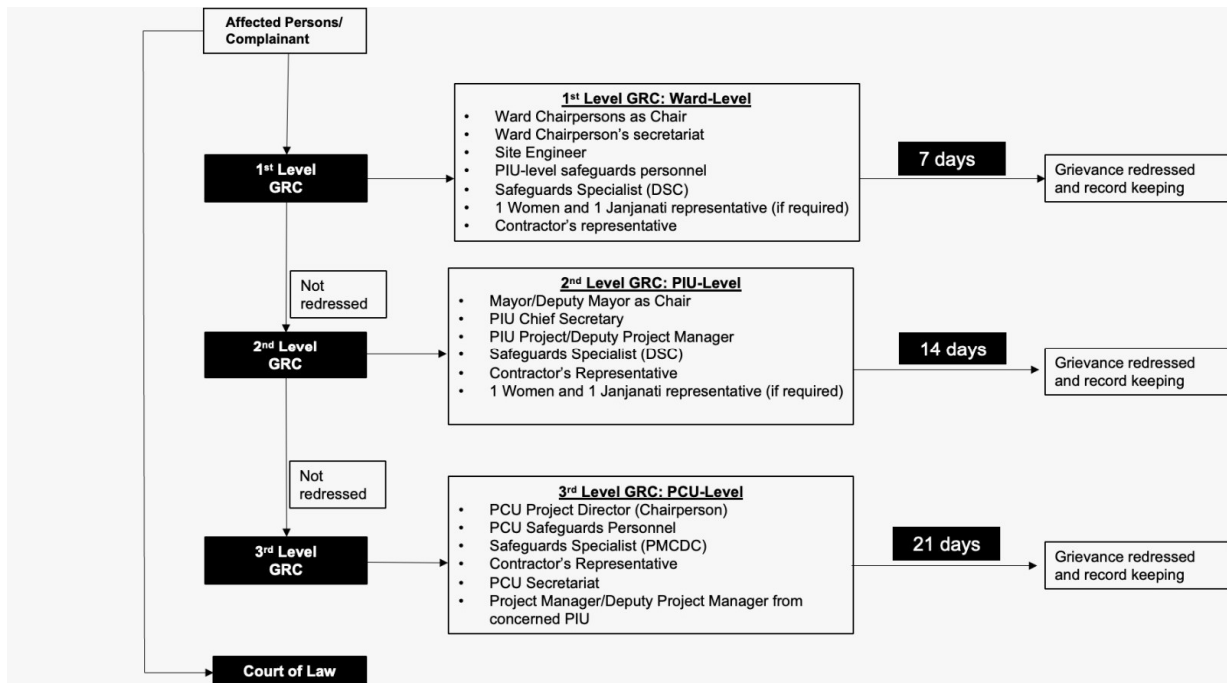 Affected Persons/
Complainant
1st Level
GRC
1st Level GRC: Ward-Level
• Ward Chairpersons as Chair
• Ward Chairperson's secretariat
• Site Engineer
• PIU-level safeguards personnel
• Safeguards Specialist (DSC)
• 1 Women and 1 Janjanati representative (if required)
• Contractor's representative
7 days
Grievance redressed
and record keeping
Not
redressed
2nd Level
GRC
2nd Level GRC: PIU-Level
• Mayor/Deputy Mayor as Chair
• PIU Chief Secretary
• PIU Project/Deputy Project Manager
• Safeguards Specialist (DSC)
• Contractor's Representative
• 1 Women and 1 Janjanati representative (if required)
14 days
Grievance redressed
and record keeping
Not
redressed
3rd Level
GRC
3rd Level GRC: PCU-Level
• PCU Project Director (Chairperson)
• PCU Safeguards Personnel
• Safeguards Specialist (PMCDC)
• Contractor's Representative
• PCU Secretariat
• Project Manager/Deputy Project Manager from
concerned PIU
21 days
Grievance redressed
and record keeping
Court of Law